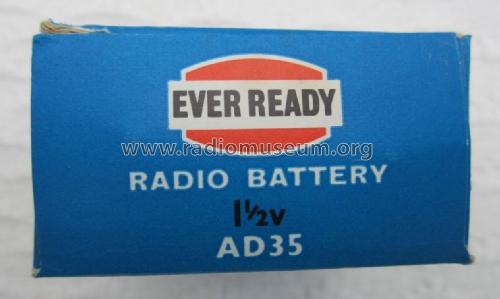 EVER READY
www.radiomuseum.org
RADIO BATTERY
1½V
AD35